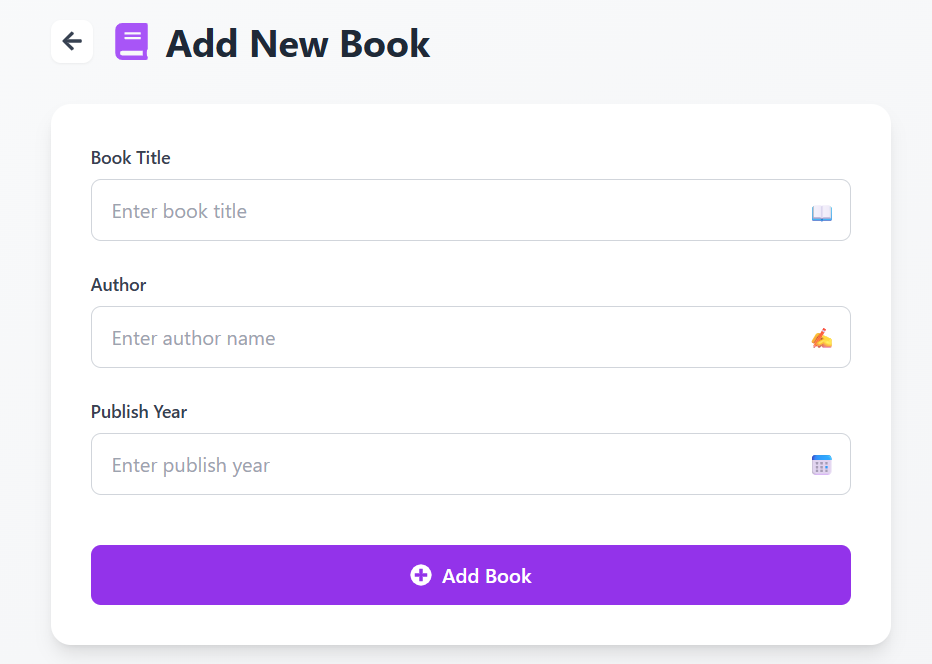 Add New Book
Book Title
Enter book title
Author
Enter author name
Publish Year
Enter publish year
Add Book